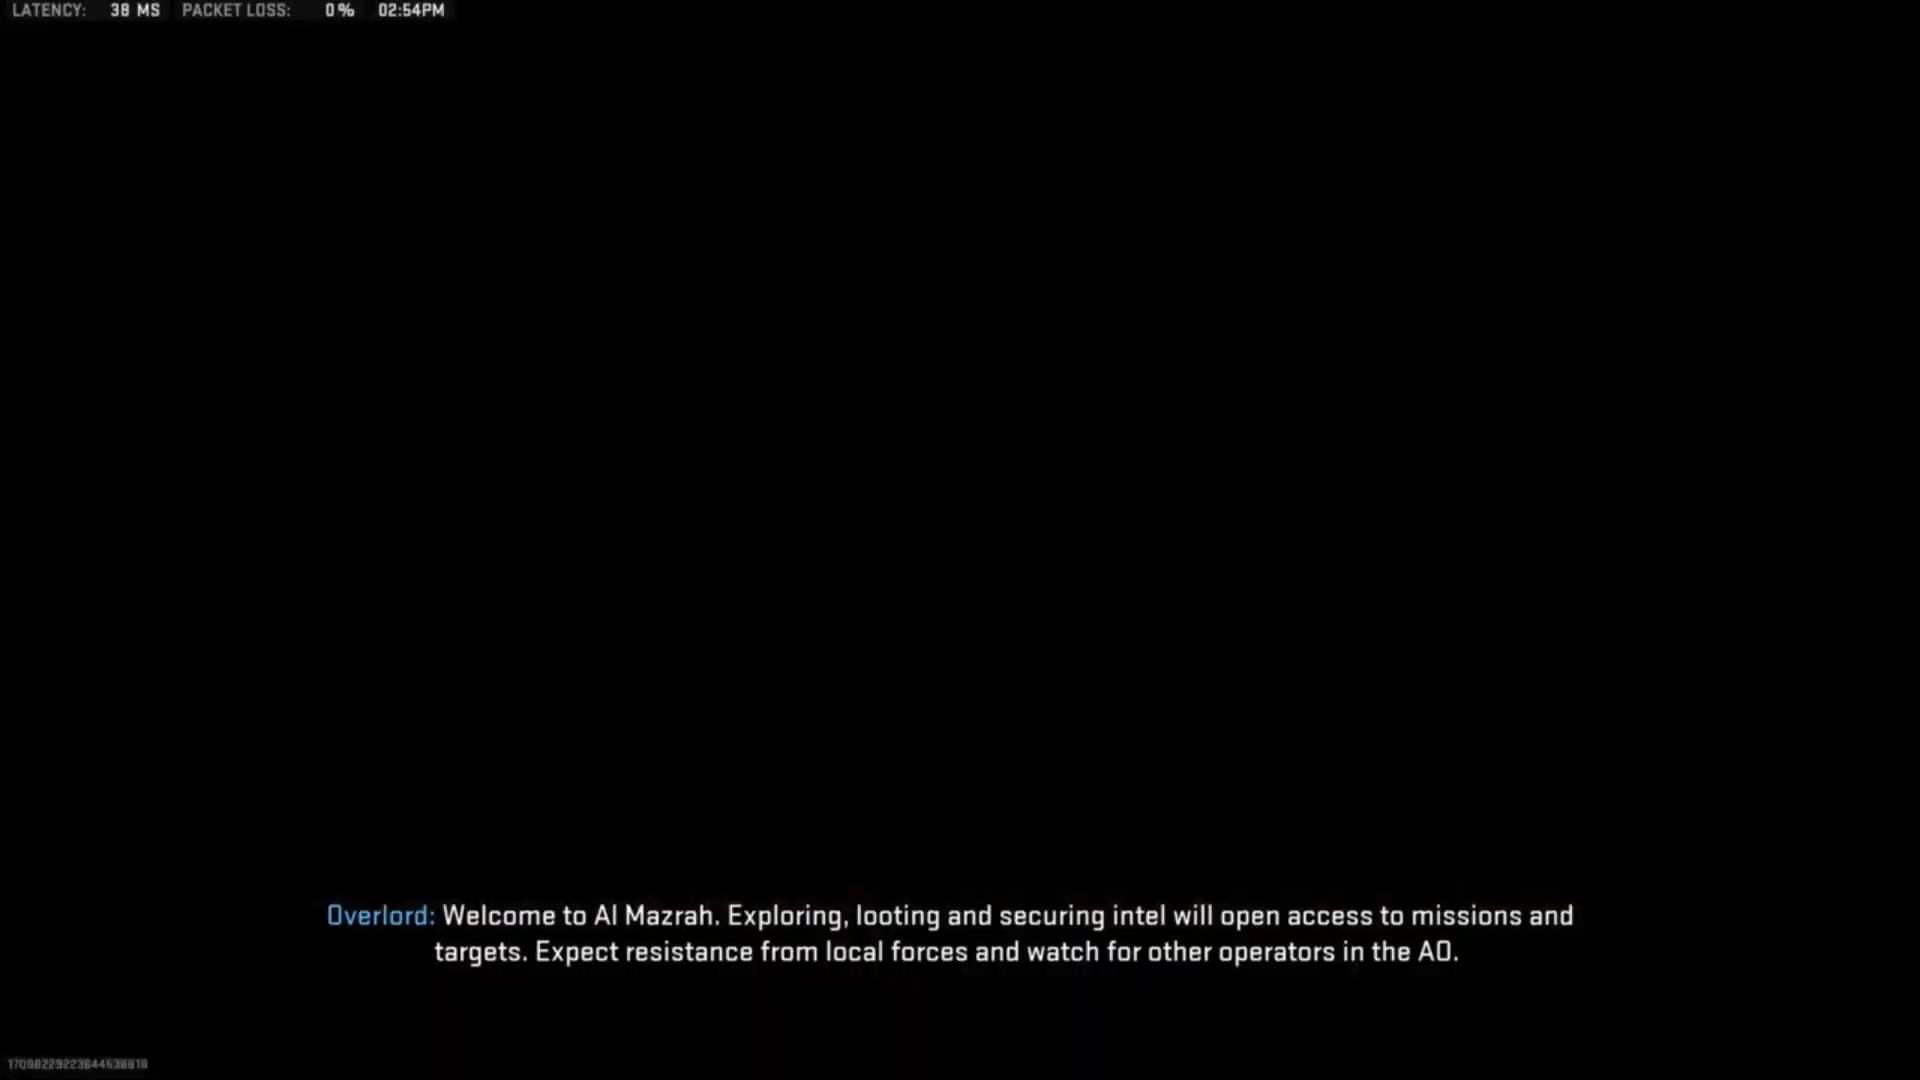 LATENCY: 38 MS PACKET LOSS: 0% 02:54PM
Overlord: Welcome to Al Mazrah. Exploring, looting and securing intel will open access to missions and
targets. Expect resistance from local forces and watch for other operators in the AO.